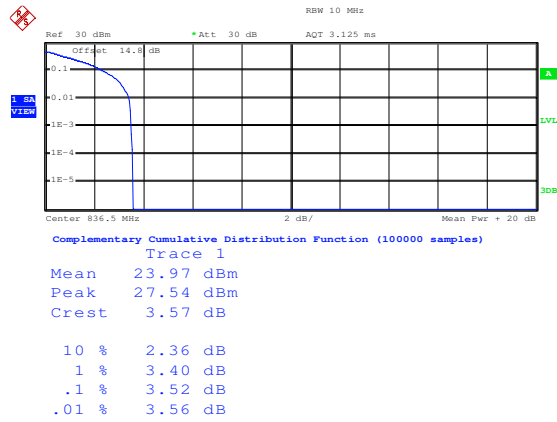 RBW 10 MHz
Ref 30 dBm *Att 30 dB AQT 3.125 ms
Offset 14.8 dB
0.1
A
1 SA
VIEW
0.01
1E-3
LVL
1E-4
1E-5
3DB
Center 836.5 MHz 2 dB/ Mean Pwr + 20 dB
Complementary Cumulative Distribution Function (100000 samples)
Trace 1
Mean 23.97 dBm
Peak 27.54 dBm
Crest 3.57 dB
10 % 2.36 dB
1 % 3.40 dB
.1 % 3.52 dB
.01 % 3.56 dB